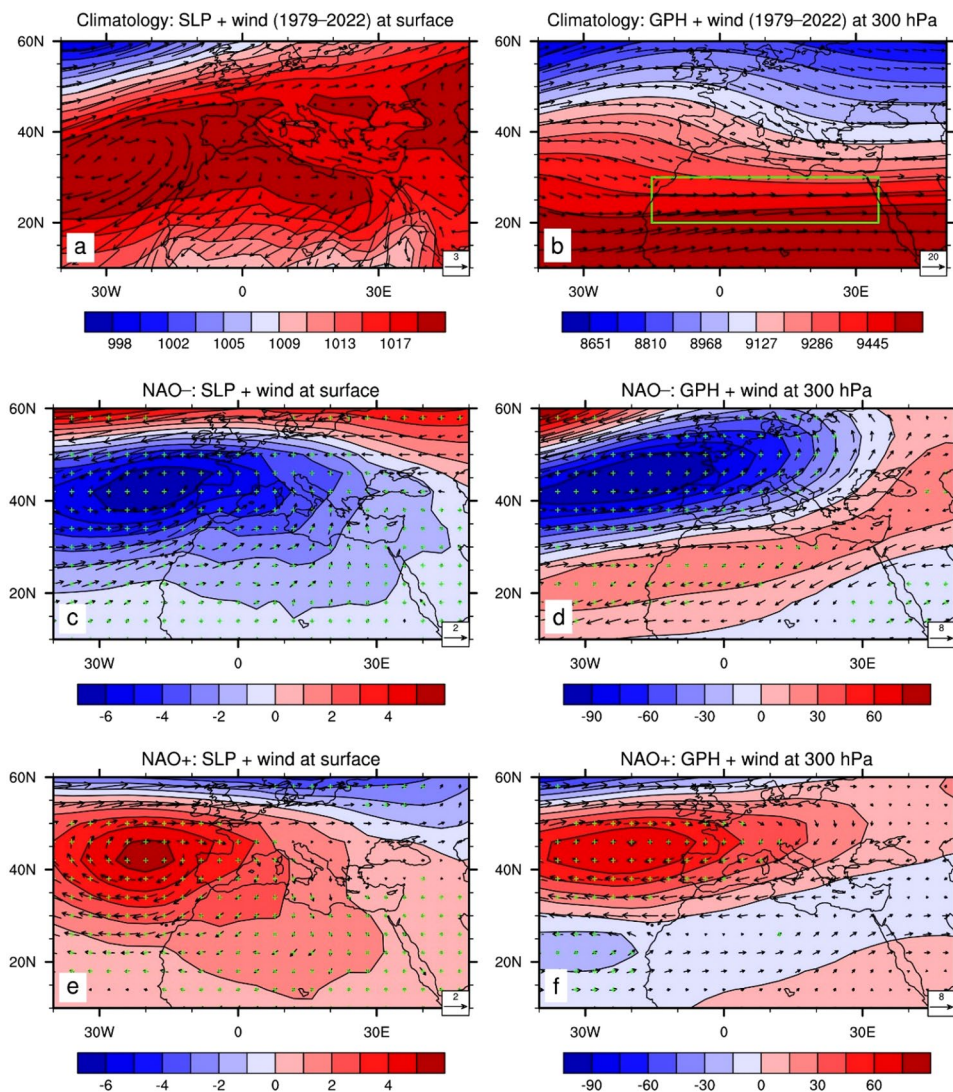 Climatology: SLP + wind (1979–2022) at surface
Climatology: GPH + wind (1979–2022) at 300 hPa
60N
60N
40N
40N
20N
20N
a
3
b
20
30W
0
30E
30W
0
30E
998
1002
1005
1009
1013
1017
8651
8810
8968
9127
9286
9445
NAO–: SLP + wind at surface
NAO–: GPH + wind at 300 hPa
60N
60N
40N
40N
20N
20N
c
2
d
8
30W
0
30E
30W
0
30E
-6
-4
-2
0
2
4
-90
-60
-30
0
30
60
NAO+: SLP + wind at surface
NAO+: GPH + wind at 300 hPa
60N
60N
40N
40N
20N
20N
e
2
f
8
30W
0
30E
30W
0
30E
-6
-4
-2
0
2
4
-90
-60
-30
0
30
60